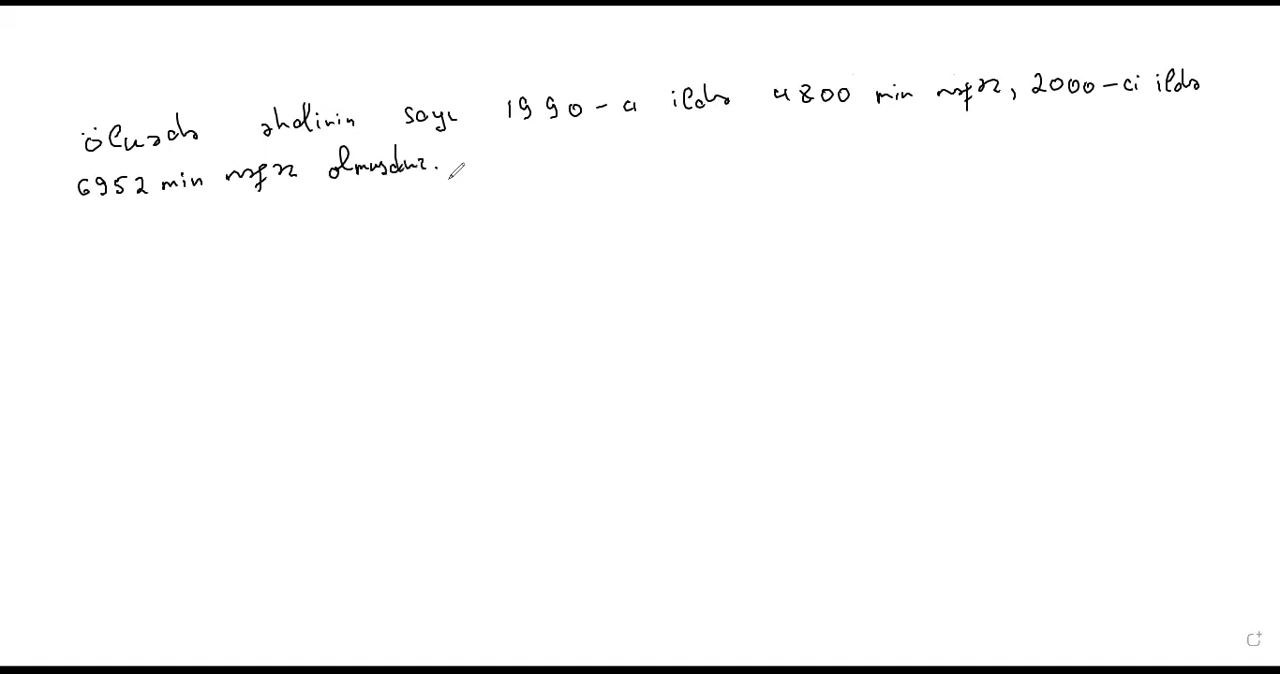 Ölkədə əhalinin sayı 1990-cı ildə 4800 min nəfər, 2000-ci ildə
6952 min nəfər olmuşdur.